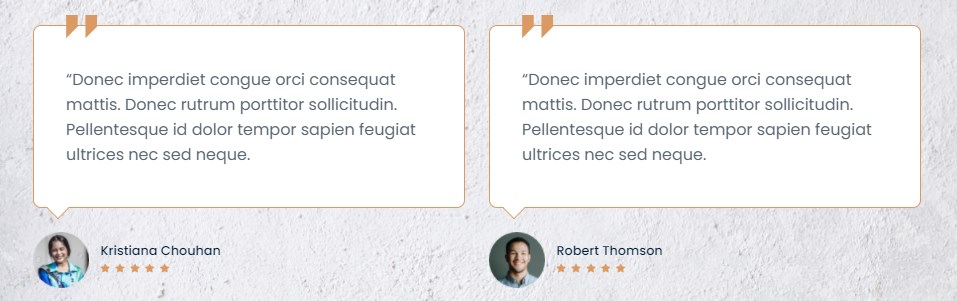 “Donec imperdiet congue orci consequat
mattis. Donec rutrum porttitor sollicitudin.
Pellentesque id dolor tempor sapien feugiat
ultrices nec sed neque.
Kristiana Chouhan
“Donec imperdiet congue orci consequat
mattis. Donec rutrum porttitor sollicitudin.
Pellentesque id dolor tempor sapien feugiat
ultrices nec sed neque.
Robert Thomson